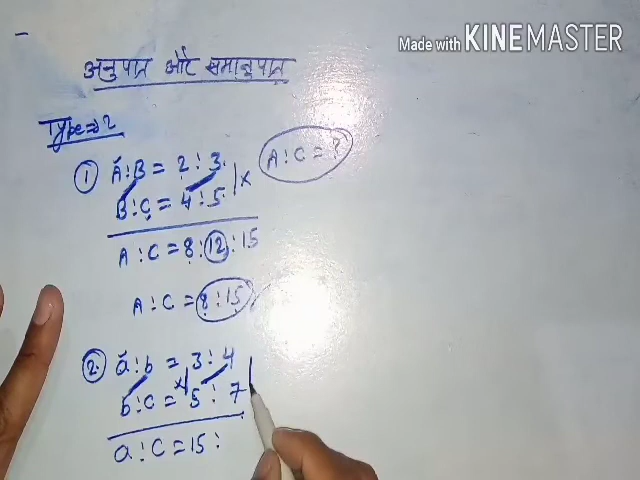 Made with KINEMASTER
अनुपात और समानुपात
Type ⇒ 2
① A:B = 2:3. A:C = ?
B:C = 4:5. | x
A:C = 8:12:15
A:C = 8:15
②. a:b = 3:4
b:C = x| 5:7
a:C = 15: